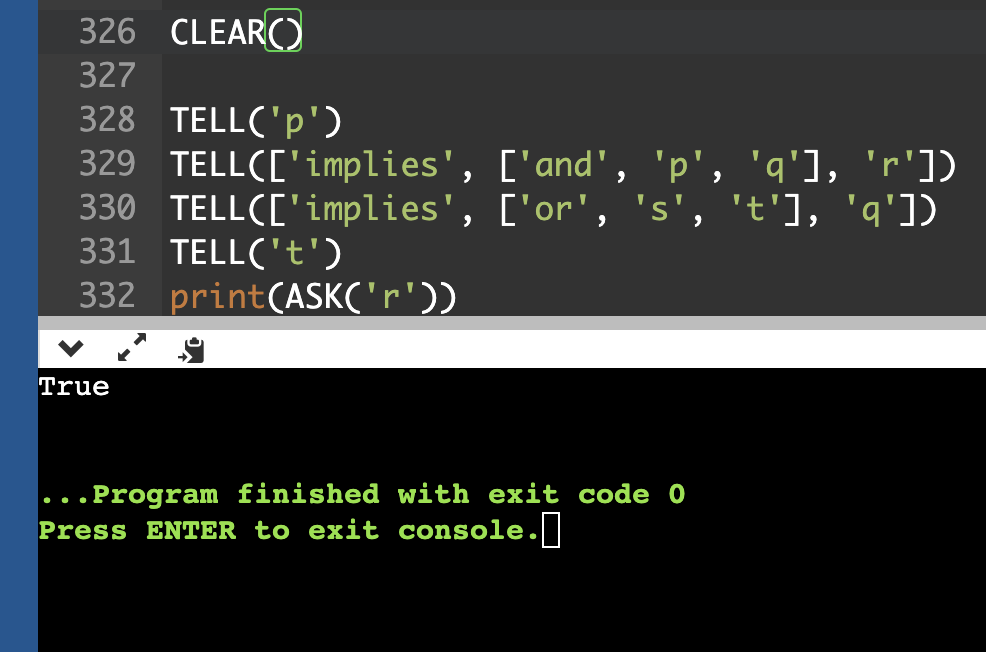 326 CLEAR()
327
328 TELL('p')
329 TELL(['implies', ['and', 'p', 'q'], 'r'])
330 TELL(['implies', ['or', 's', 't'], 'q'])
331 TELL('t')
332 print(ASK('r'))
True
...Program finished with exit code 0
Press ENTER to exit console.